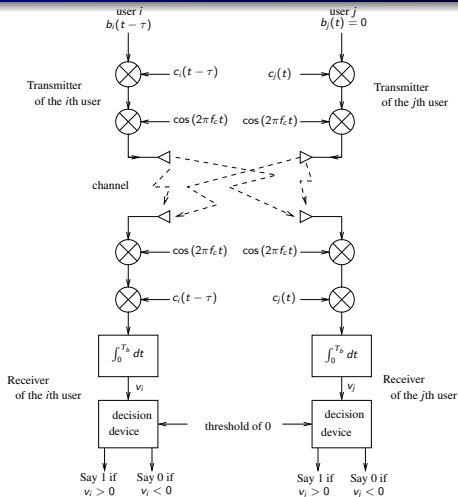 user i
user j
b_i(t − τ)
b_j(t) = 0
c_i(t − τ)
c_j(t)
Transmitter
of the ith user
Transmitter
of the jth user
cos(2πf_c t)
cos(2πf_c t)
channel
cos(2πf_c t)
cos(2πf_c t)
c_i(t − τ)
c_j(t)
∫_0^{T_b} dt
∫_0^{T_b} dt
v_i
v_j
Receiver
of the ith user
Receiver
of the jth user
decision
device
threshold of 0
decision
device
Say 1 if
v_i > 0
Say 0 if
v_i < 0
Say 1 if
v_j > 0
Say 0 if
v_j < 0